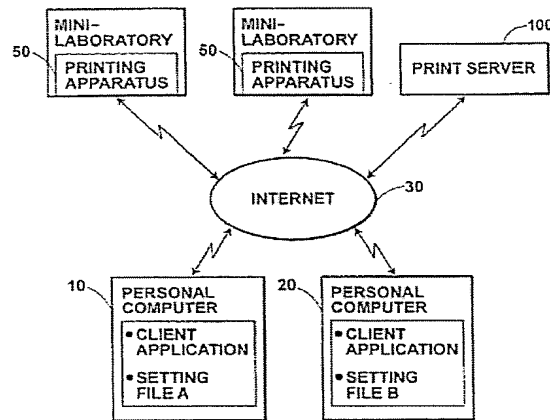 MINI-
LABORATORY
50
PRINTING
APPARATUS
MINI-
LABORATORY
50
PRINTING
APPARATUS
100
PRINT SERVER
INTERNET
30
10
PERSONAL
COMPUTER
• CLIENT
APPLICATION
• SETTING
FILE A
20
PERSONAL
COMPUTER
• CLIENT
APPLICATION
• SETTING
FILE B